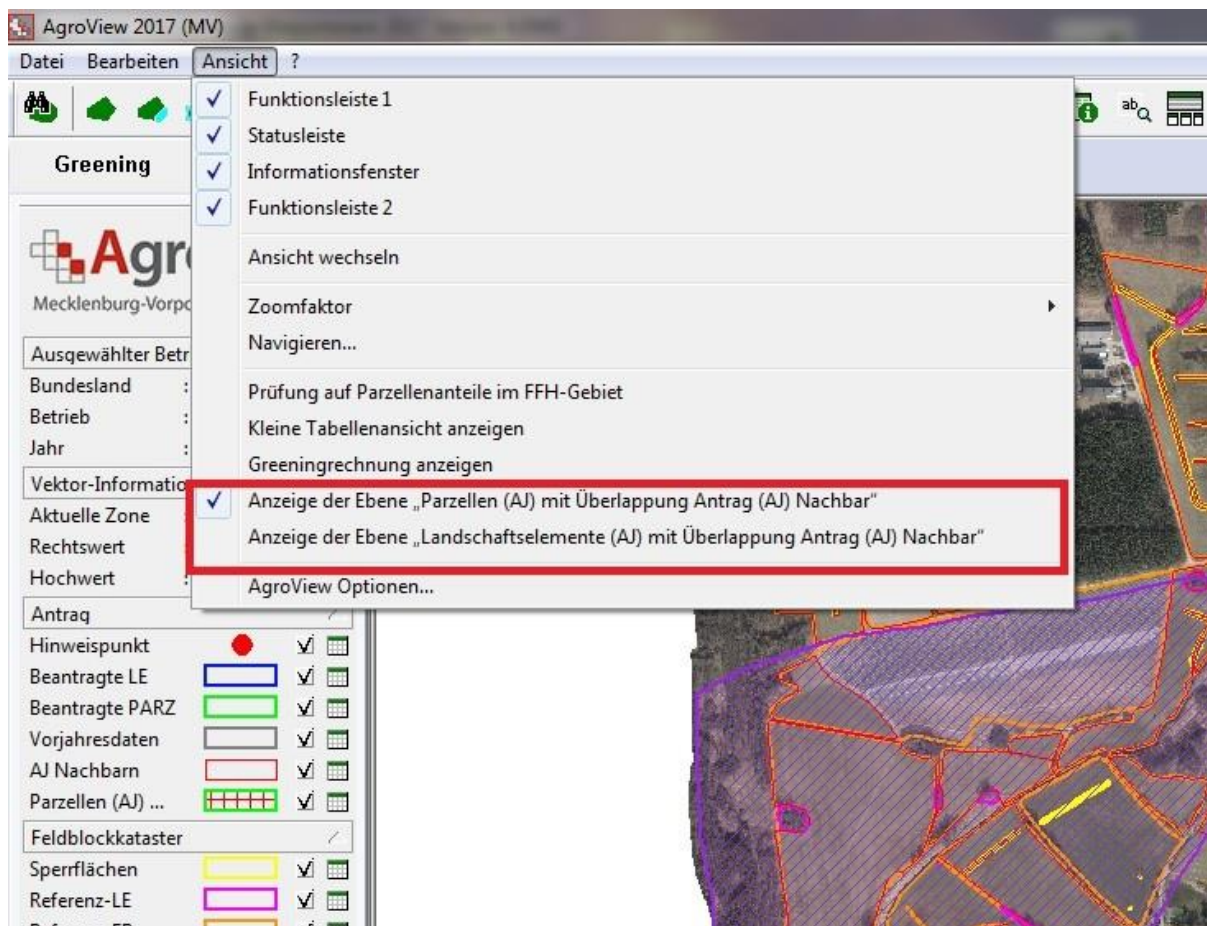 AgroView 2017 (MV)
Datei Bearbeiten Ansicht ?
Funktionsleiste 1
Statusleiste
Informationsfenster
Funktionsleiste 2
Ansicht wechseln
Zoomfaktor
Navigieren...
Prüfung auf Parzellenanteile im FFH-Gebiet
Kleine Tabellenansicht anzeigen
Greeningrechnung anzeigen
Anzeige der Ebene „Parzellen (AJ) mit Überlappung Antrag (AJ) Nachbar"
Anzeige der Ebene „Landschaftselemente (AJ) mit Überlappung Antrag (AJ) Nachbar"
AgroView Optionen...
ab
Greening
Agr
Mecklenburg-Vorp
Ausgewählter Betr
Bundesland :
Betrieb :
Jahr :
Vektor-Informatio
Aktuelle Zone
Rechtswert :
Hochwert :
Antrag
Hinweispunkt
Beantragte LE
Beantragte PARZ
Vorjahresdaten
AJ Nachbarn
Parzellen (AJ) ...
Feldblockkataster
Sperrflächen
Referenz-LE